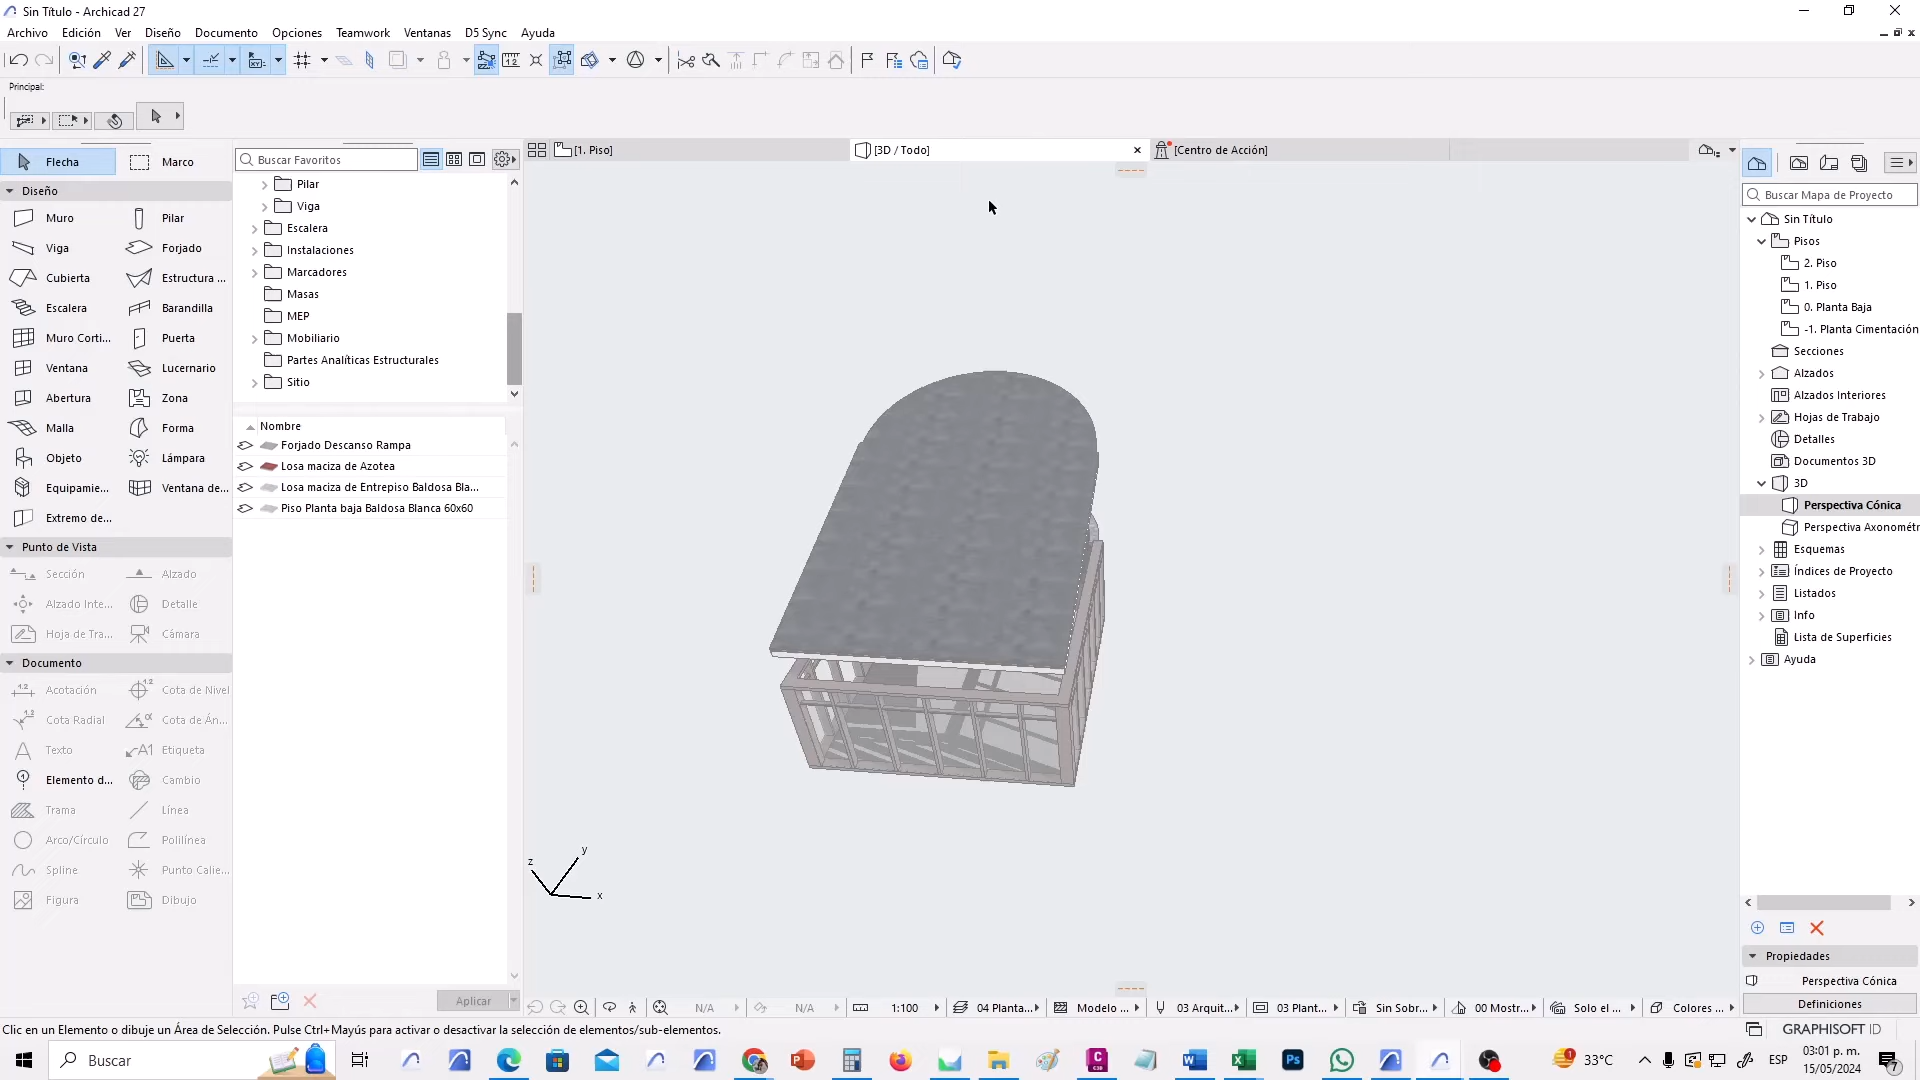 Sin Título - Archicad 27
Archivo Edición Ver Diseño Documento Opciones Teamwork Ventanas D5 Sync Ayuda
Principal:
[1. Piso]
[3D / Todo]
[Centro de Acción]
Flecha
Marco
Diseño
Muro
Pilar
Viga
Forjado
Cubierta
Estructura ...
Escalera
Barandilla
Muro Corti...
Puerta
Ventana
Lucernario
Abertura
Zona
Malla
Forma
Objeto
Lámpara
Equipamie...
Ventana de...
Extremo de...
Punto de Vista
Sección
Alzado
Alzado Inte...
Detalle
Hoja de Tra...
Cámara
Documento
Acotación
Cota de Nivel
Cota Radial
Cota de Án...
Texto
Etiqueta
Elemento d...
Cambio
Trama
Línea
Arco/Círculo
Polilínea
Spline
Punto Calie...
Figura
Dibujo
Buscar Favoritos
Pilar
Viga
Escalera
Instalaciones
Marcadores
Masas
MEP
Mobiliario
Partes Analíticas Estructurales
Sitio
Nombre
Forjado Descanso Rampa
Losa maciza de Azotea
Losa maciza de Entrepiso Baldosa Bla...
Piso Planta baja Baldosa Blanca 60x60
Aplicar
z
y
x
N/A
N/A
1:100
04 Planta...
Modelo ...
03 Arquit...
03 Plant...
Sin Sobr...
00 Mostr...
Solo el ...
Colores ...
Buscar Mapa de Proyecto
Sin Título
Pisos
2. Piso
1. Piso
0. Planta Baja
-1. Planta Cimentación
Secciones
Alzados
Alzados Interiores
Hojas de Trabajo
Detalles
Documentos 3D
3D
Perspectiva Cónica
Perspectiva Axonométr
Esquemas
Índices de Proyecto
Listados
Info
Lista de Superficies
Ayuda
Propiedades
Perspectiva Cónica
Definiciones
Clic en un Elemento o dibuje un Área de Selección. Pulse Ctrl+Mayús para activar o desactivar la selección de elementos/sub-elementos.
GRAPHISOFT ID
Buscar
33°C
ESP
03:01 p. m.
15/05/2024
7